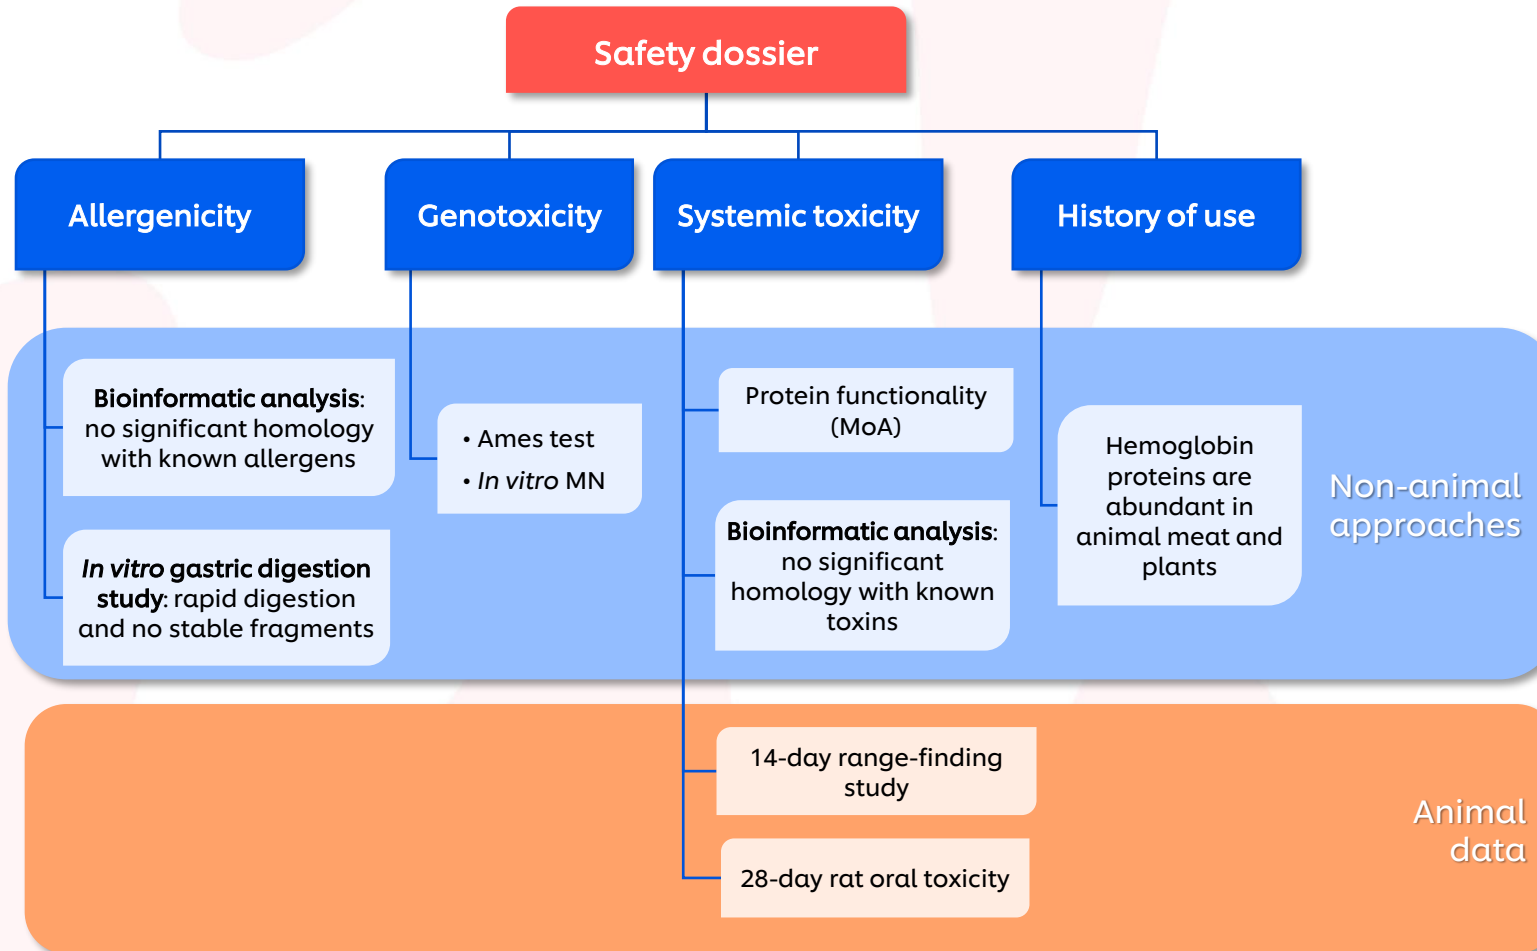 Safety dossier
Allergenicity
Genotoxicity
Systemic toxicity
History of use
Bioinformatic analysis:
no significant homology
with known allergens
In vitro gastric digestion
study: rapid digestion
and no stable fragments
• Ames test
• In vitro MN
Protein functionality
(MoA)
Bioinformatic analysis:
no significant
homology with known
toxins
Hemoglobin
proteins are
abundant in
animal meat and
plants
Non-animal
approaches
14-day range-finding
study
28-day rat oral toxicity
Animal
data